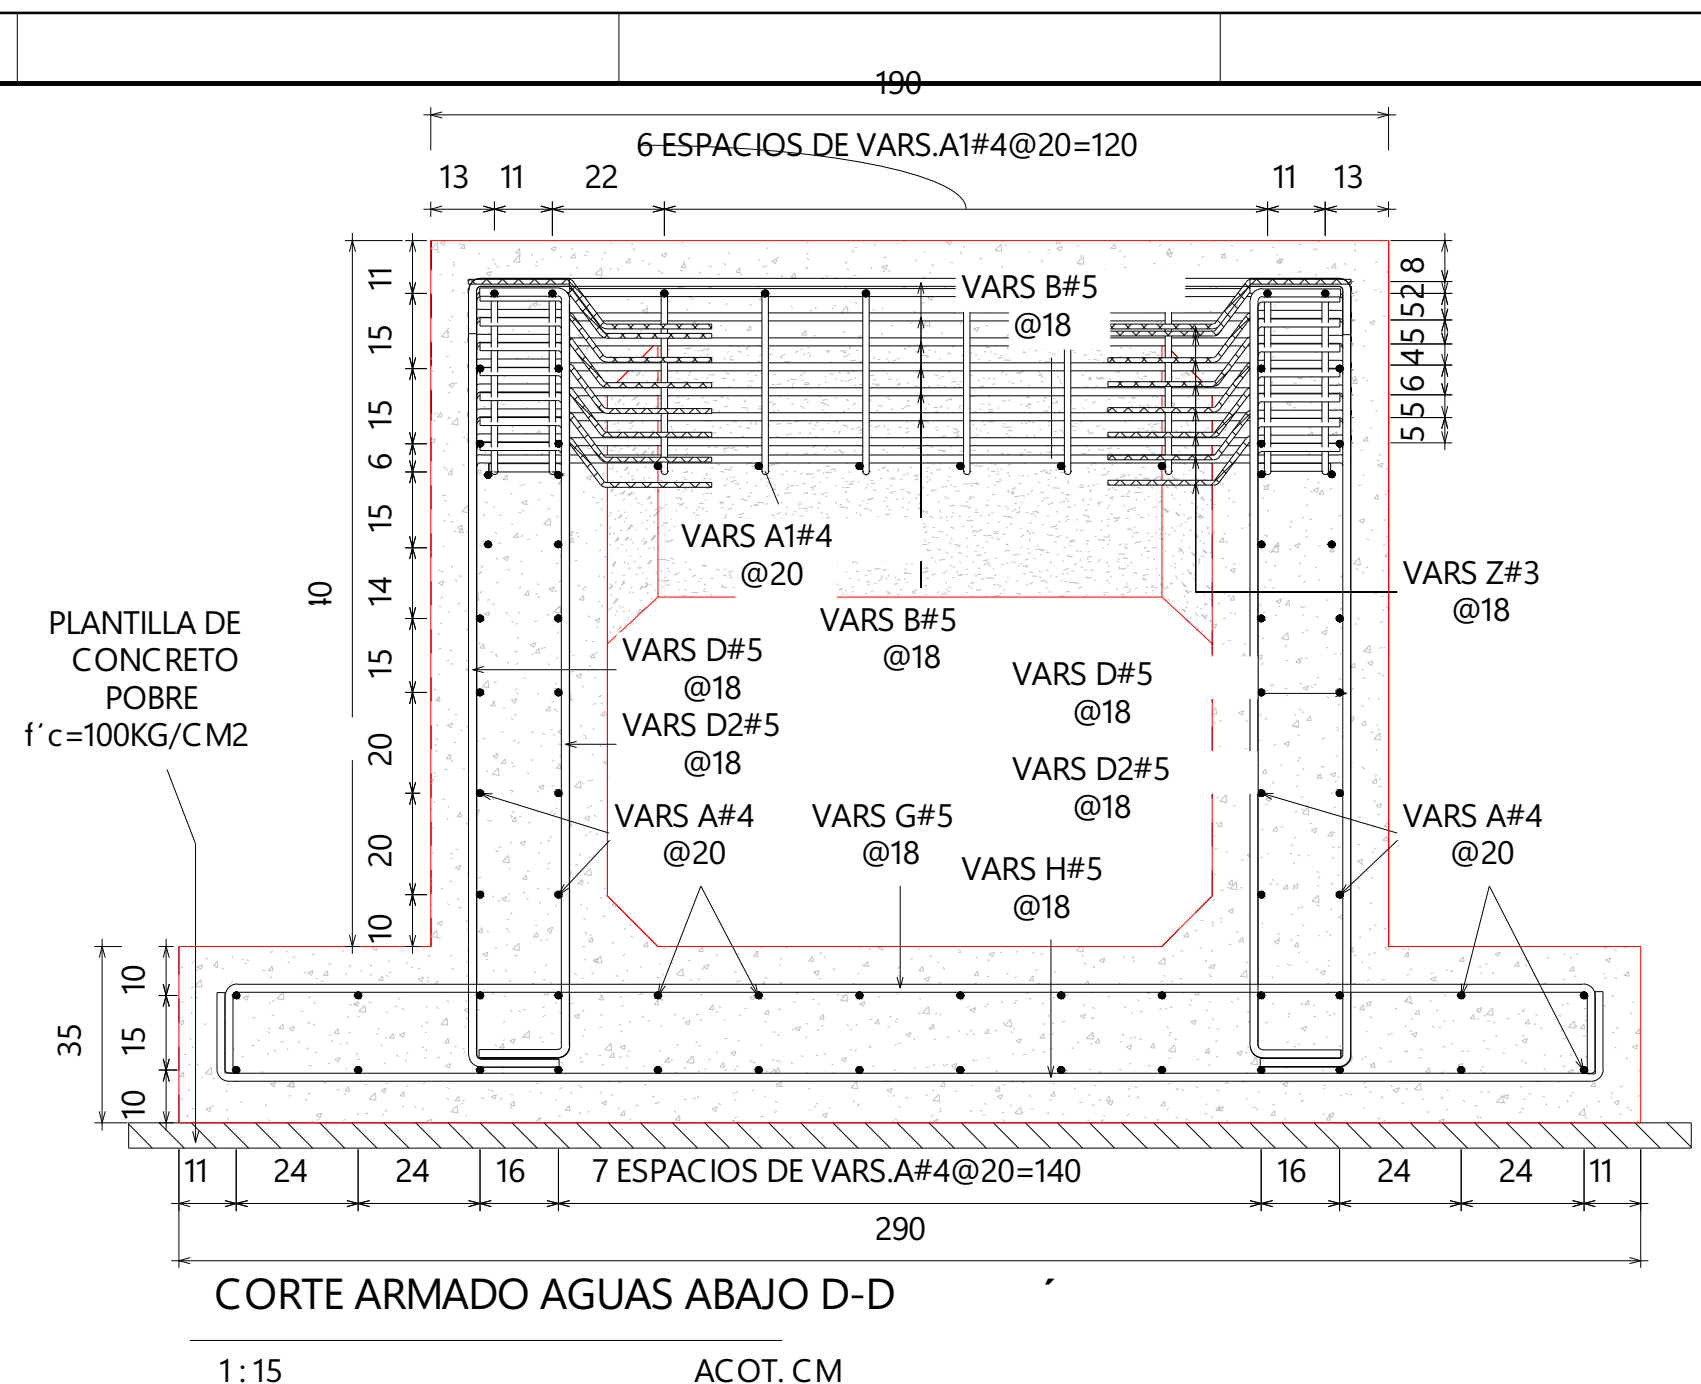 190
6 ESPACIOS DE VARS.A1#4@20=120
13 11 22 11 13
11
15
15
6
15
14
15
20
20
10
8
2
5
5
4
6
5
5
VARS B#5
@18
VARS A1#4
@20
VARS B#5
@18
VARS Z#3
@18
PLANTILLA DE
CONCRETO
POBRE
f´c=100KG/CM2
VARS D#5
@18
VARS D2#5
@18
VARS D#5
@18
VARS D2#5
@18
VARS A#4
@20
VARS G#5
@18
VARS H#5
@18
VARS A#4
@20
35
10
15
10
11 24 24 16 7 ESPACIOS DE VARS.A#4@20=140 16 24 24 11
290
CORTE ARMADO AGUAS ABAJO D-D ´
1:15 ACOT. CM